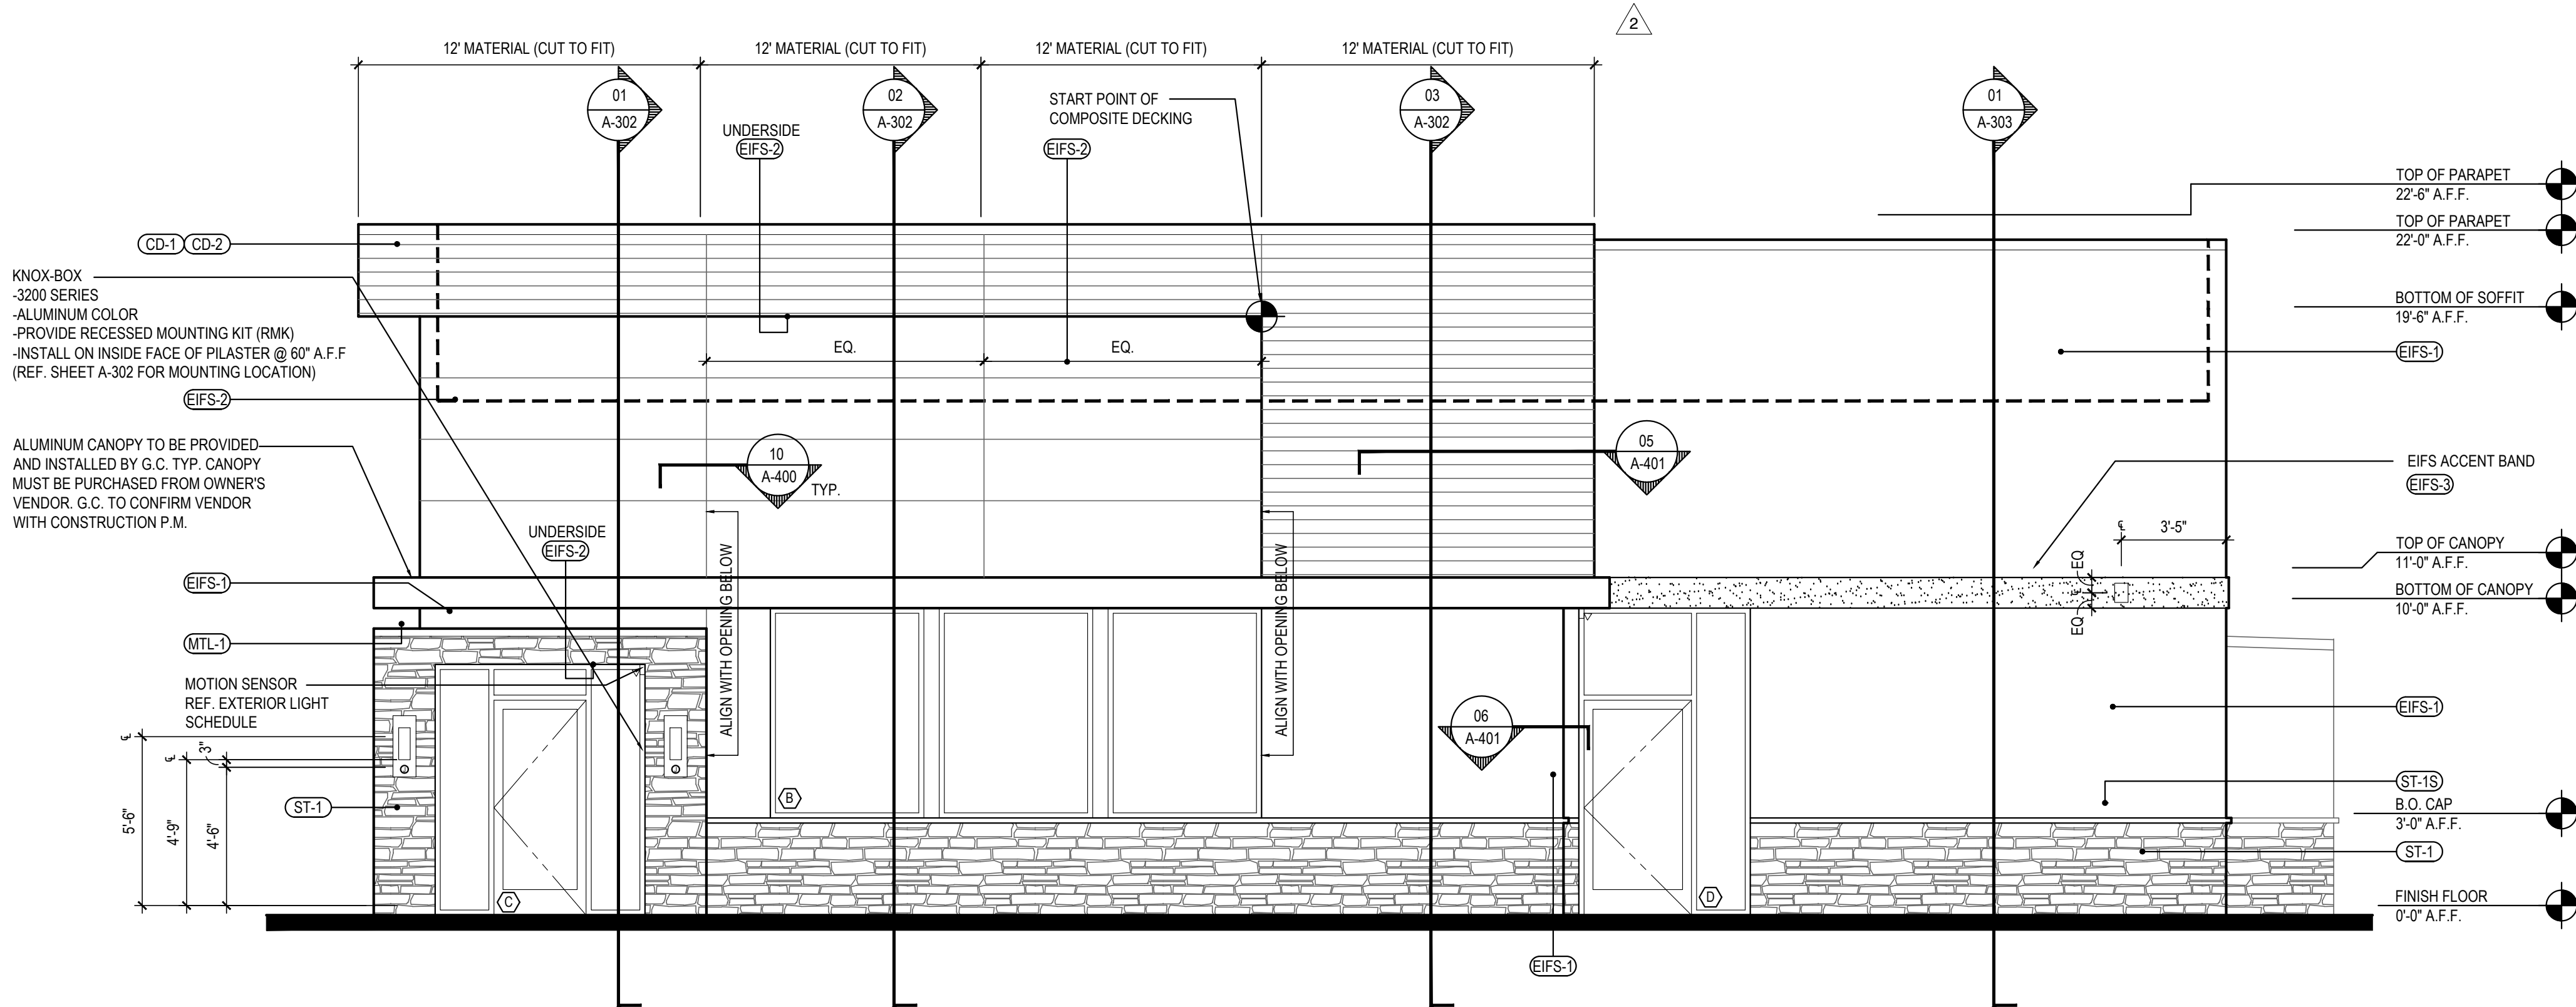 2
12' MATERIAL (CUT TO FIT)
12' MATERIAL (CUT TO FIT)
12' MATERIAL (CUT TO FIT)
12' MATERIAL (CUT TO FIT)
01
A-302
02
A-302
03
A-302
01
A-303
START POINT OF
COMPOSITE DECKING
UNDERSIDE
EIFS-2
EIFS-2
TOP OF PARAPET
22'-6" A.F.F.
TOP OF PARAPET
22'-0" A.F.F.
BOTTOM OF SOFFIT
19'-6" A.F.F.
EIFS-1
CD-1 CD-2
KNOX-BOX
-3200 SERIES
-ALUMINUM COLOR
-PROVIDE RECESSED MOUNTING KIT (RMK)
-INSTALL ON INSIDE FACE OF PILASTER @ 60" A.F.F
(REF. SHEET A-302 FOR MOUNTING LOCATION)
EQ.
EQ.
EIFS-2
ALUMINUM CANOPY TO BE PROVIDED
AND INSTALLED BY G.C. TYP. CANOPY
MUST BE PURCHASED FROM OWNER'S
VENDOR. G.C. TO CONFIRM VENDOR
WITH CONSTRUCTION P.M.
10
A-400
TYP.
05
A-401
EIFS ACCENT BAND
EIFS-3
UNDERSIDE
EIFS-2
ALIGN WITH OPENING BELOW
ALIGN WITH OPENING BELOW
℄
3'-5"
EQ
℄
EQ
TOP OF CANOPY
11'-0" A.F.F.
BOTTOM OF CANOPY
10'-0" A.F.F.
EIFS-1
MTL-1
MOTION SENSOR
REF. EXTERIOR LIGHT
SCHEDULE
06
A-401
EIFS-1
℄
℄
3"
5'-6"
4'-9"
4'-6"
ST-1
B
C
D
ST-1S
B.O. CAP
3'-0" A.F.F.
ST-1
FINISH FLOOR
0'-0" A.F.F.
EIFS-1